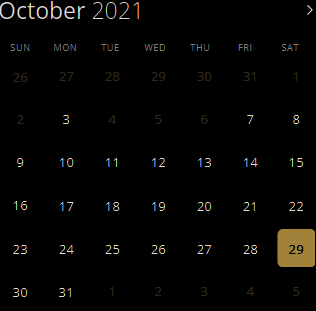 October 2021
SUN MON TUE WED THU FRI SAT
26 27 28 29 30 31 1
2 3 4 5 6 7 8
9 10 11 12 13 14 15
16 17 18 19 20 21 22
23 24 25 26 27 28 29
30 31 1 2 3 4 5